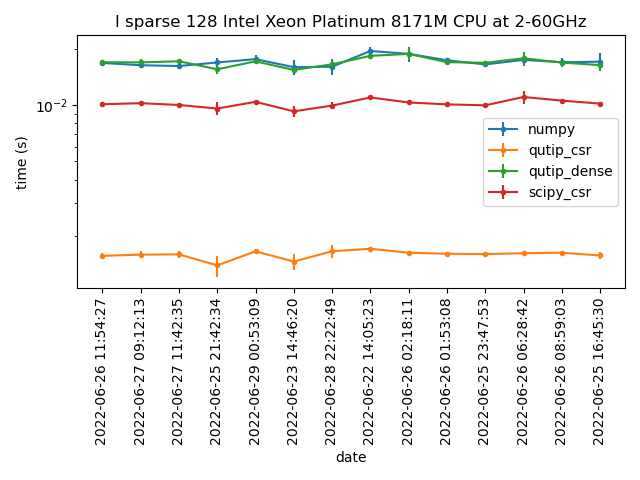 l sparse 128 Intel Xeon Platinum 8171M CPU at 2-60GHz
time (s)
10⁻²
numpy
qutip_csr
qutip_dense
scipy_csr
2022-06-26 11:54:27
2022-06-27 09:12:13
2022-06-27 11:42:35
2022-06-25 21:42:34
2022-06-29 00:53:09
2022-06-23 14:46:20
2022-06-28 22:22:49
2022-06-22 14:05:23
2022-06-26 02:18:11
2022-06-26 01:53:08
2022-06-25 23:47:53
2022-06-26 06:28:42
2022-06-26 08:59:03
2022-06-25 16:45:30
date